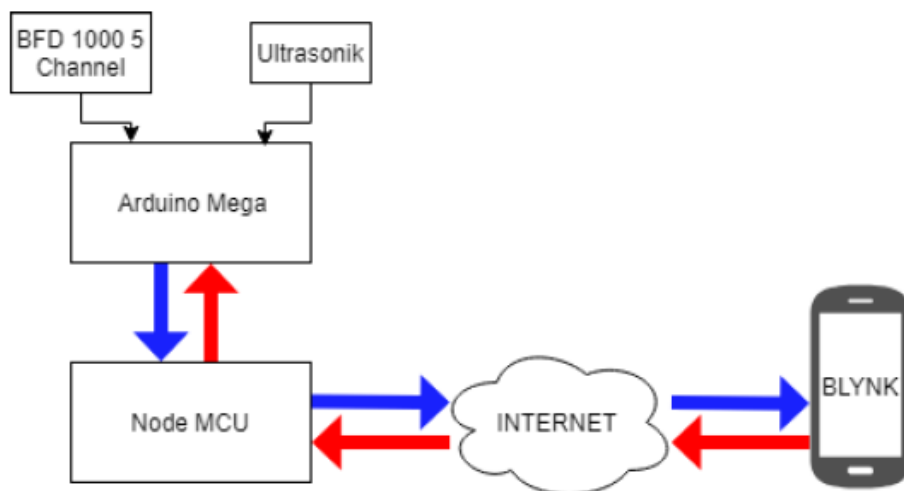 BFD 1000 5
Channel
Ultrasonik
Arduino Mega
Node MCU
INTERNET
BLYNK